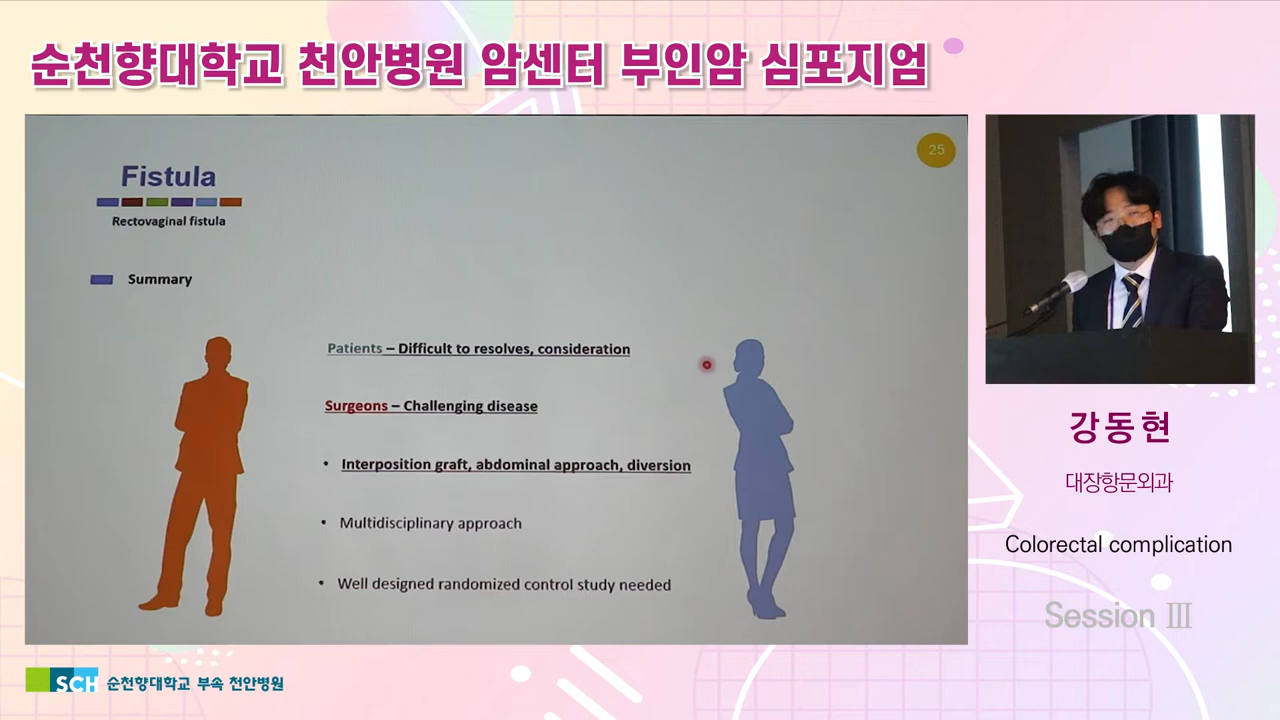 순천향대학교 천안병원 암센터 부인암 심포지엄
25
Fistula
Rectovaginal fistula
Summary
Patients – Difficult to resolves, consideration
Surgeons – Challenging disease
• Interposition graft, abdominal approach, diversion
• Multidisciplinary approach
• Well designed randomized control study needed
강동현
대장항문외과
Colorectal complication
Session Ⅲ
SCH 순천향대학교 부속 천안병원